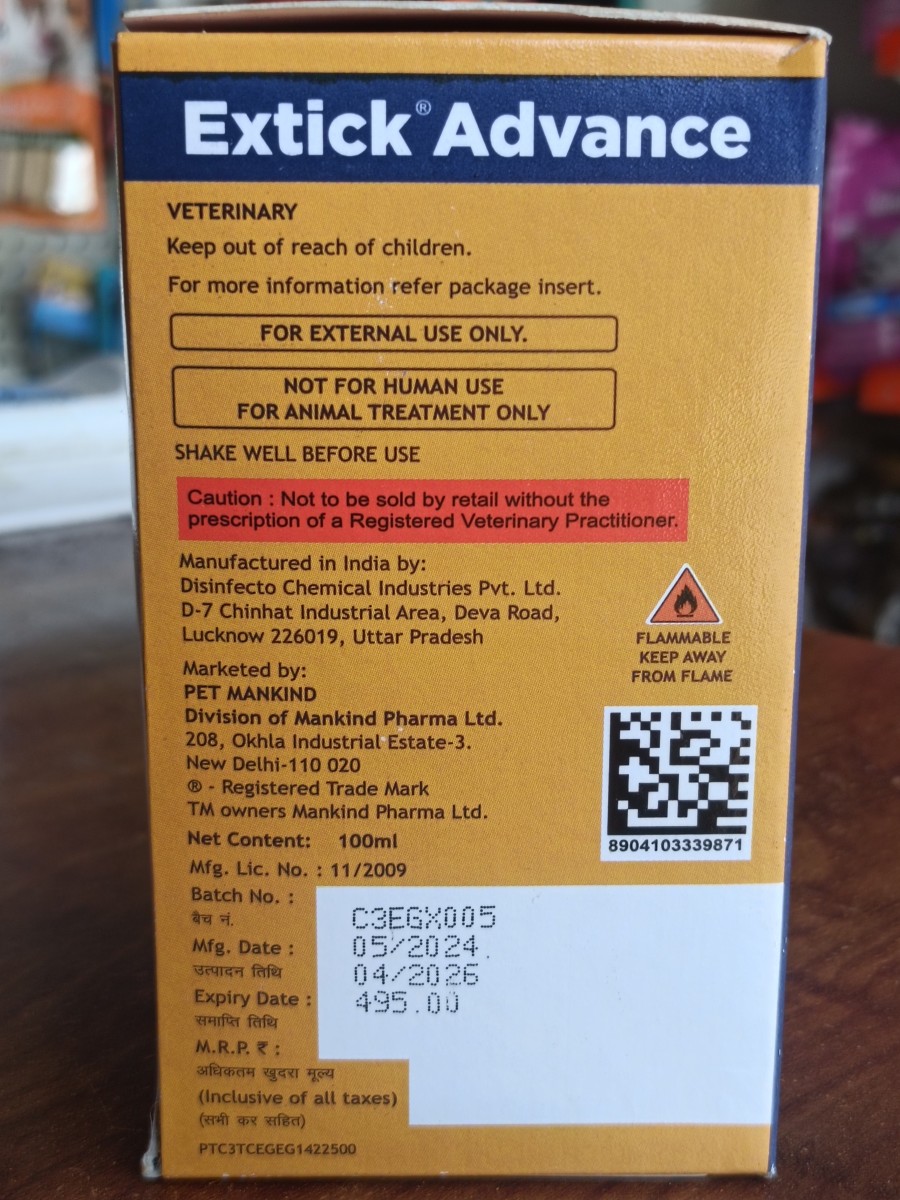 Extick® Advance
VETERINARY
Keep out of reach of children.
For more information refer package insert.
FOR EXTERNAL USE ONLY.
NOT FOR HUMAN USE
FOR ANIMAL TREATMENT ONLY
SHAKE WELL BEFORE USE
Caution : Not to be sold by retail without the
prescription of a Registered Veterinary Practitioner.
Manufactured in India by:
Disinfecto Chemical Industries Pvt. Ltd.
D-7 Chinhat Industrial Area, Deva Road,
Lucknow 226019, Uttar Pradesh
FLAMMABLE
KEEP AWAY
FROM FLAME
Marketed by:
PET MANKIND
Division of Mankind Pharma Ltd.
208, Okhla Industrial Estate-3.
New Delhi-110 020
® - Registered Trade Mark
TM owners Mankind Pharma Ltd.
8904103339871
Net Content: 100ml
Mfg. Lic. No. : 11/2009
Batch No. :
बैच नं.
C3EGX005
Mfg. Date :
उत्पादन तिथि
05/2024
Expiry Date :
समाप्ति तिथि
04/2026
M.R.P. ₹ :
अधिकतम खुदरा मूल्य
495.00
(Inclusive of all taxes)
(सभी कर सहित)
PTC3TCEGEG1422500